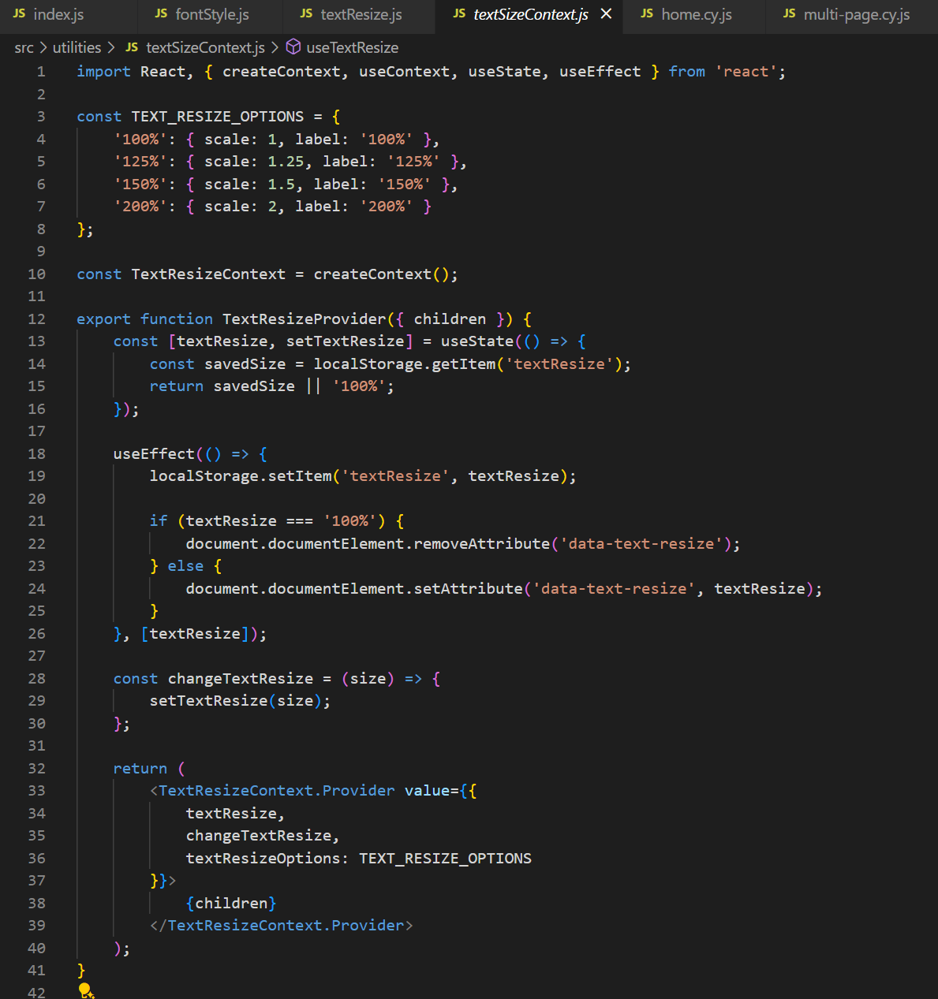 JS index.js JS fontStyle.js JS textResize.js JS textSizeContext.js × JS home.cy.js JS multi-page.cy.js
src > utilities > JS textSizeContext.js > useTextResize
1 import React, { createContext, useContext, useState, useEffect } from 'react';
2
3 const TEXT_RESIZE_OPTIONS = {
4     '100%': { scale: 1, label: '100%' },
5     '125%': { scale: 1.25, label: '125%' },
6     '150%': { scale: 1.5, label: '150%' },
7     '200%': { scale: 2, label: '200%' }
8 };
9
10 const TextResizeContext = createContext();
11
12 export function TextResizeProvider({ children }) {
13     const [textResize, setTextResize] = useState(() => {
14         const savedSize = localStorage.getItem('textResize');
15         return savedSize || '100%';
16     });
17
18     useEffect(() => {
19         localStorage.setItem('textResize', textResize);
20
21         if (textResize === '100%') {
22             document.documentElement.removeAttribute('data-text-resize');
23         } else {
24             document.documentElement.setAttribute('data-text-resize', textResize);
25         }
26     }, [textResize]);
27
28     const changeTextResize = (size) => {
29         setTextResize(size);
30     };
31
32     return (
33         <TextResizeContext.Provider value={{
34             textResize,
35             changeTextResize,
36             textResizeOptions: TEXT_RESIZE_OPTIONS
37         }}>
38             {children}
39         </TextResizeContext.Provider>
40     );
41 }
42